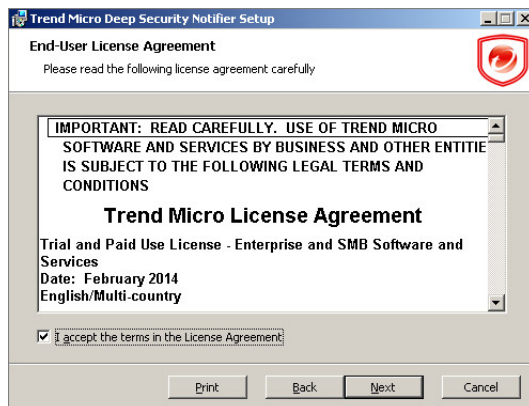 Trend Micro Deep Security Notifier Setup
End-User License Agreement
Please read the following license agreement carefully
IMPORTANT: READ CAREFULLY. USE OF TREND MICRO
SOFTWARE AND SERVICES BY BUSINESS AND OTHER ENTITIE
IS SUBJECT TO THE FOLLOWING LEGAL TERMS AND
CONDITIONS
Trend Micro License Agreement
Trial and Paid Use License - Enterprise and SMB Software and
Services
Date: February 2014
English/Multi-country
I accept the terms in the License Agreement
Print Back Next Cancel